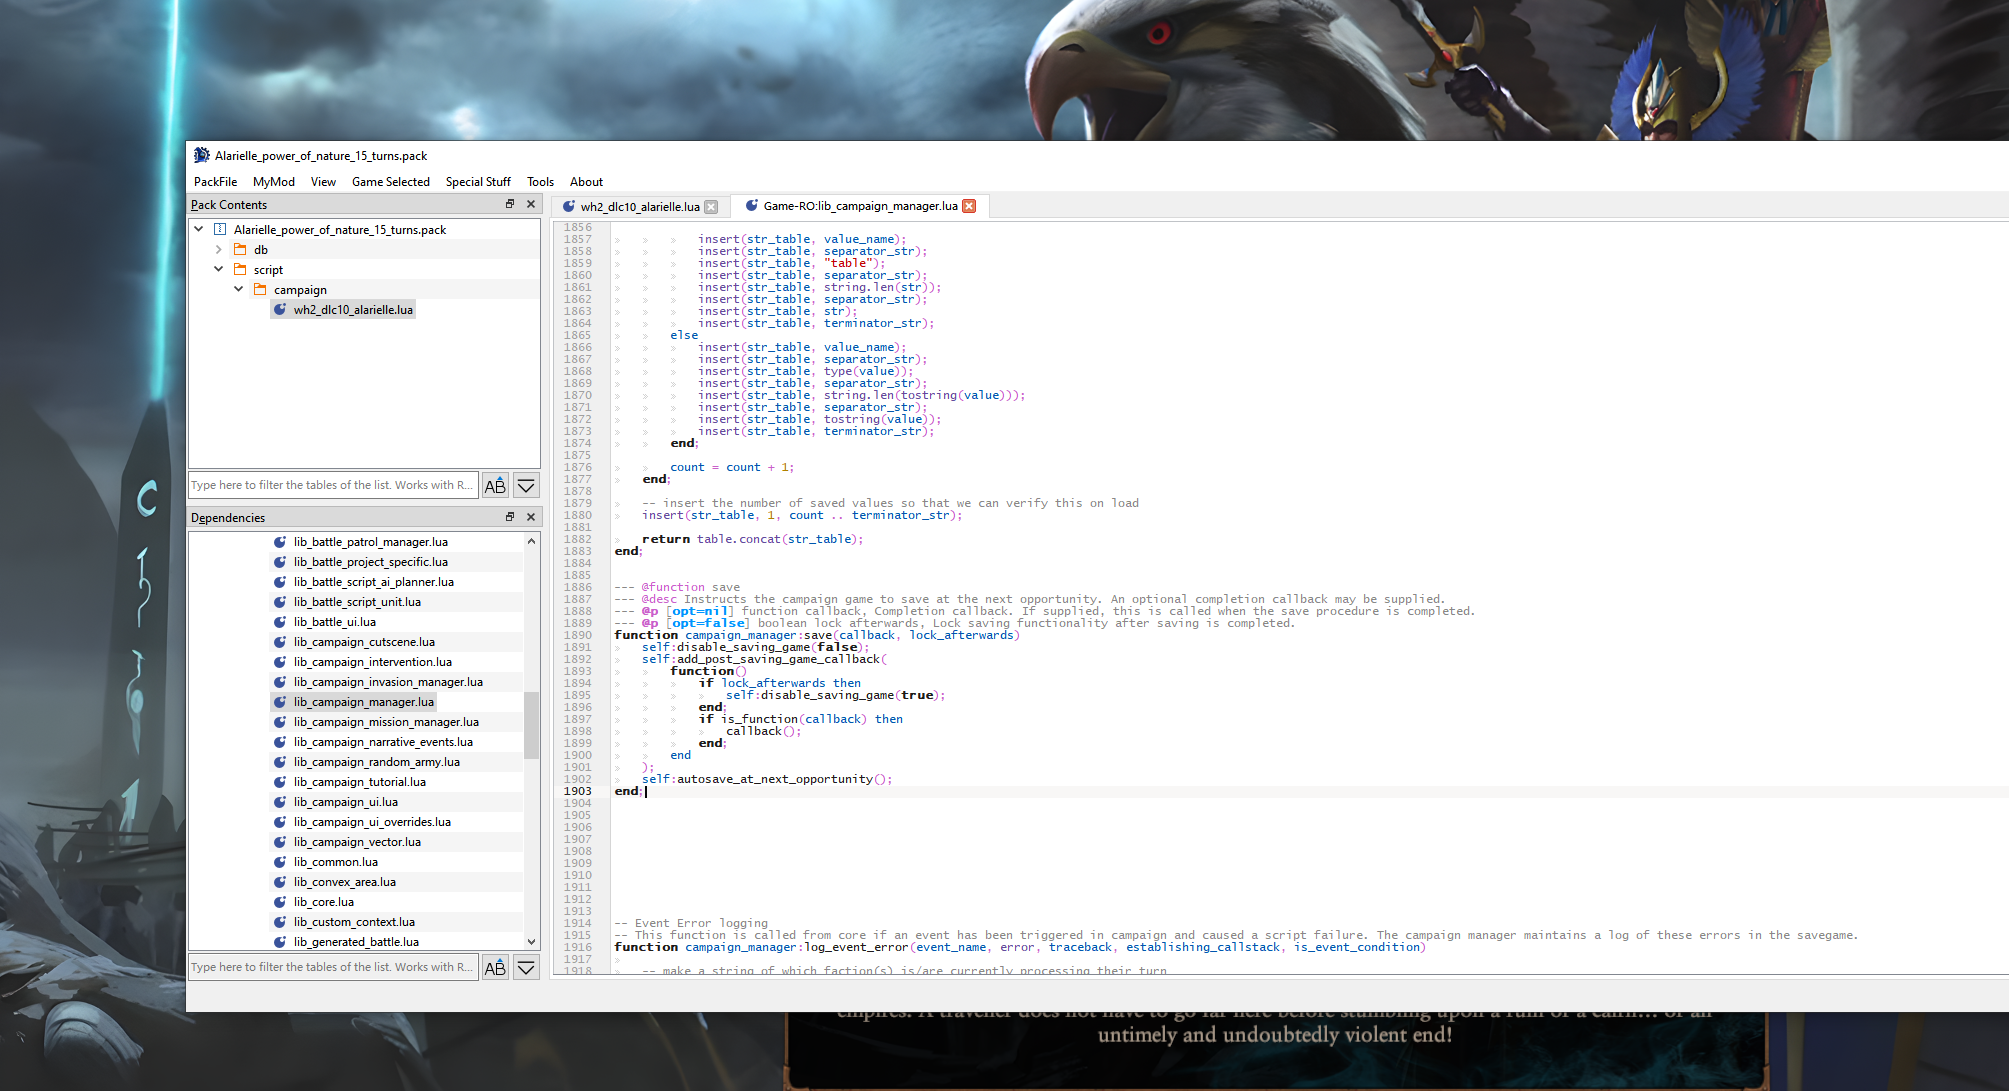 Alarielle_power_of_nature_15_turns.pack
PackFile MyMod View Game Selected Special Stuff Tools About
Pack Contents
Alarielle_power_of_nature_15_turns.pack
db
script
campaign
wh2_dlc10_alarielle.lua
Type here to filter the tables of the list. Works with R...
AB
Dependencies
lib_battle_patrol_manager.lua
lib_battle_project_specific.lua
lib_battle_script_ai_planner.lua
lib_battle_script_unit.lua
lib_battle_ui.lua
lib_campaign_cutscene.lua
lib_campaign_intervention.lua
lib_campaign_invasion_manager.lua
lib_campaign_manager.lua
lib_campaign_mission_manager.lua
lib_campaign_narrative_events.lua
lib_campaign_random_army.lua
lib_campaign_tutorial.lua
lib_campaign_ui.lua
lib_campaign_ui_overrides.lua
lib_campaign_vector.lua
lib_common.lua
lib_convex_area.lua
lib_core.lua
lib_custom_context.lua
lib_generated_battle.lua
Type here to filter the tables of the list. Works with R...
AB
wh2_dlc10_alarielle.lua Game-RO:lib_campaign_manager.lua
1856
1857 insert(str_table, value_name);
1858 insert(str_table, separator_str);
1859 insert(str_table, "table");
1860 insert(str_table, separator_str);
1861 insert(str_table, string.len(str));
1862 insert(str_table, separator_str);
1863 insert(str_table, str);
1864 insert(str_table, terminator_str);
1865 else
1866 insert(str_table, value_name);
1867 insert(str_table, separator_str);
1868 insert(str_table, type(value));
1869 insert(str_table, separator_str);
1870 insert(str_table, string.len(tostring(value)));
1871 insert(str_table, separator_str);
1872 insert(str_table, tostring(value));
1873 insert(str_table, terminator_str);
1874 end;
1875
1876 count = count + 1;
1877 end;
1878
1879 -- insert the number of saved values so that we can verify this on load
1880 insert(str_table, 1, count .. terminator_str);
1881
1882 return table.concat(str_table);
1883 end;
1884
1885
1886 --- @function save
1887 --- @desc Instructs the campaign game to save at the next opportunity. An optional completion callback may be supplied.
1888 --- @p [opt=nil] function callback, Completion callback. If supplied, this is called when the save procedure is completed.
1889 --- @p [opt=false] boolean lock afterwards, Lock saving functionality after saving is completed.
1890 function campaign_manager:save(callback, lock_afterwards)
1891 self:disable_saving_game(false);
1892 self:add_post_saving_game_callback(
1893 function()
1894 if lock_afterwards then
1895 self:disable_saving_game(true);
1896 end;
1897 if is_function(callback) then
1898 callback();
1899 end;
1900 end
1901 );
1902 self:autosave_at_next_opportunity();
1903 end;
1904
1905
1906
1907
1908
1909
1910
1911
1912
1913
1914 -- Event Error logging
1915 -- This function is called from core if an event has been triggered in campaign and caused a script failure. The campaign manager maintains a log of these errors in the savegame.
1916 function campaign_manager:log_event_error(event_name, error, traceback, establishing_callstack, is_event_condition)
1917
1918 -- make a string of which faction(s) is/are currently processing their turn
empires. A traveller does not have to go far here before stumbling upon a ruin or a cairn... or an
untimely and undoubtedly violent end!